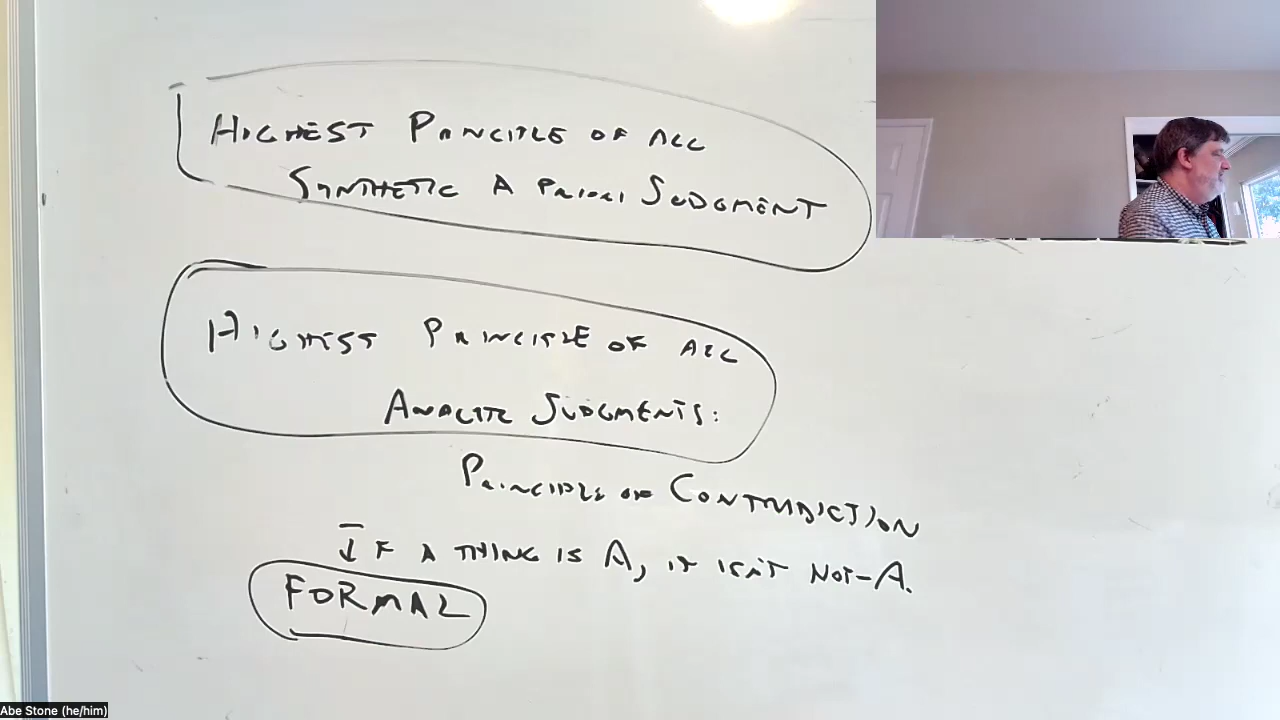 HIGHEST PRINCIPLE OF ALL
SYNTHETIC A PRIORI JUDGMENT
HIGHEST PRINCIPLE OF ALL
ANALYTIC JUDGMENTS:
PRINCIPLE OF CONTRADICTION
IF A THING IS A, IT ISN'T NOT-A.
FORMAL
Abe Stone (he/him)